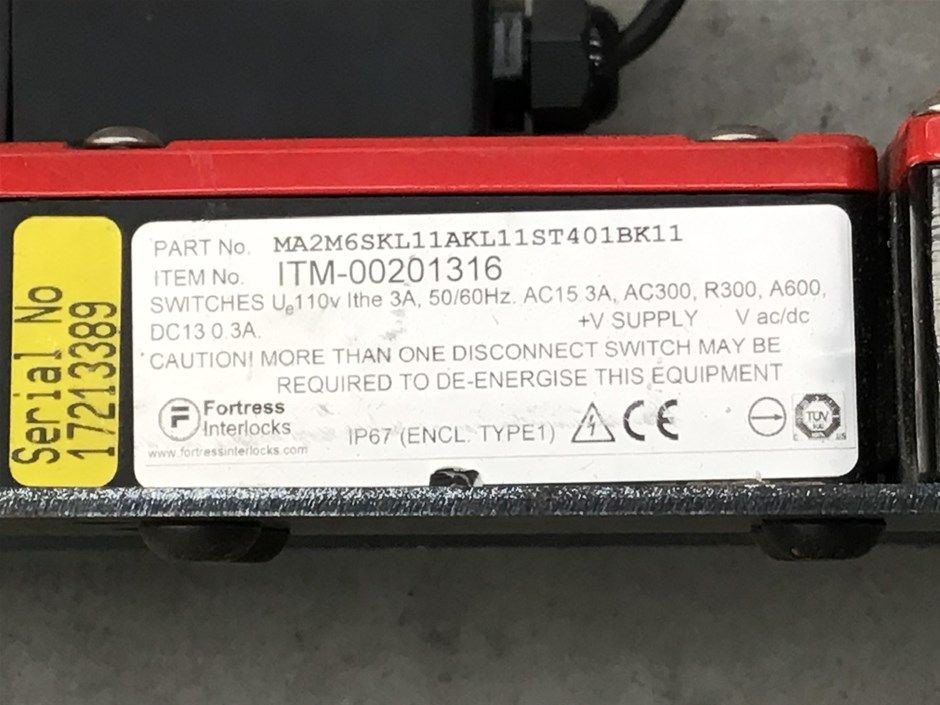 Serial No
17213389
PART No. MA2M6SKL11AKL11ST401BK11
ITEM No. ITM-00201316
SWITCHES Ue110v Ithe 3A, 50/60Hz. AC15 3A, AC300, R300, A600,
DC13 0.3A. +V SUPPLY V ac/dc
CAUTION! MORE THAN ONE DISCONNECT SWITCH MAY BE
REQUIRED TO DE-ENERGISE THIS EQUIPMENT
F Fortress
Interlocks
IP67 (ENCL. TYPE1) CE
TÜV
www.fortressinterlocks.com